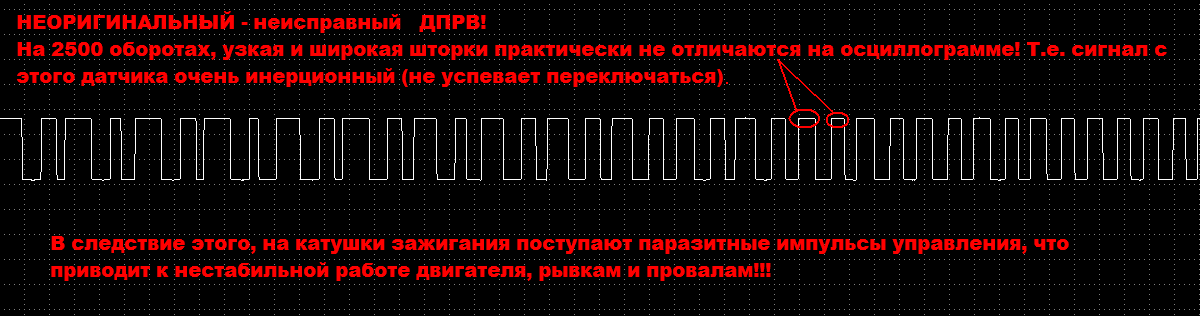 НЕОРИГИНАЛЬНЫЙ - неисправный ДПРВ!
На 2500 оборотах, узкая и широкая шторки практически не отличаются на осциллограмме! Т.е. сигнал с
этого датчика очень инерционный (не успевает переключаться).
В следствие этого, на катушки зажигания поступают паразитные импульсы управления, что
приводит к нестабильной работе двигателя, рывкам и провалам!!!